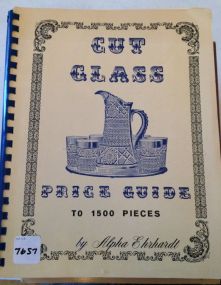 CUT
GLASS
PRICE GUIDE
TO 1500 PIECES
by Alpha Ehrhardt
7657